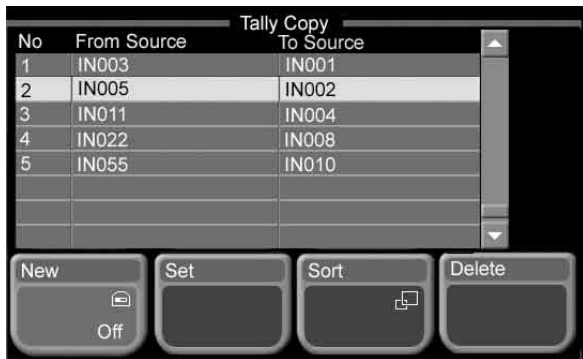 Tally Copy
No From Source To Source
1 IN003 IN001
2 IN005 IN002
3 IN011 IN004
4 IN022 IN008
5 IN055 IN010
New Set Sort Delete
Off